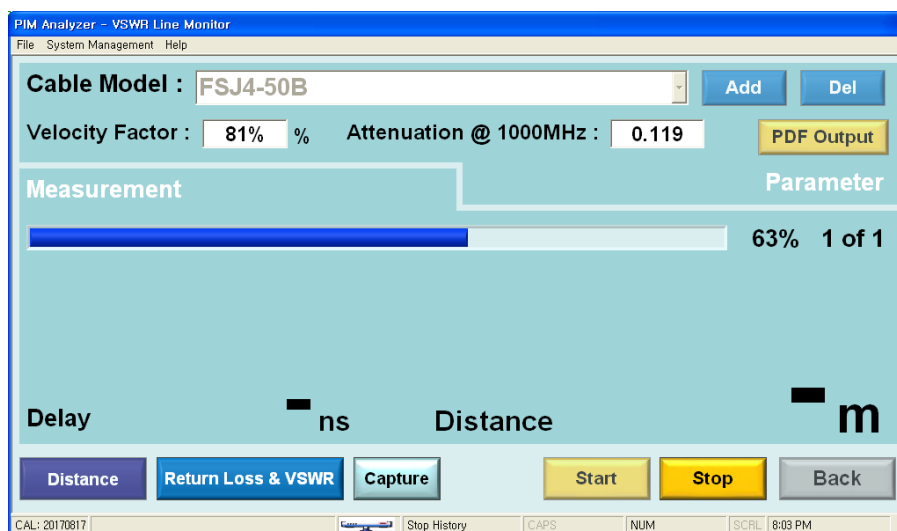 PIM Analyzer - VSWR Line Monitor
File System Management Help
Cable Model : FSJ4-50B Add Del
Velocity Factor : 81% % Attenuation @ 1000MHz : 0.119 PDF Output
Measurement Parameter
63% 1 of 1
Delay - ns Distance - m
Distance Return Loss & VSWR Capture Start Stop Back
CAL: 20170817 Stop History CAPS NUM SCRL 8:03 PM